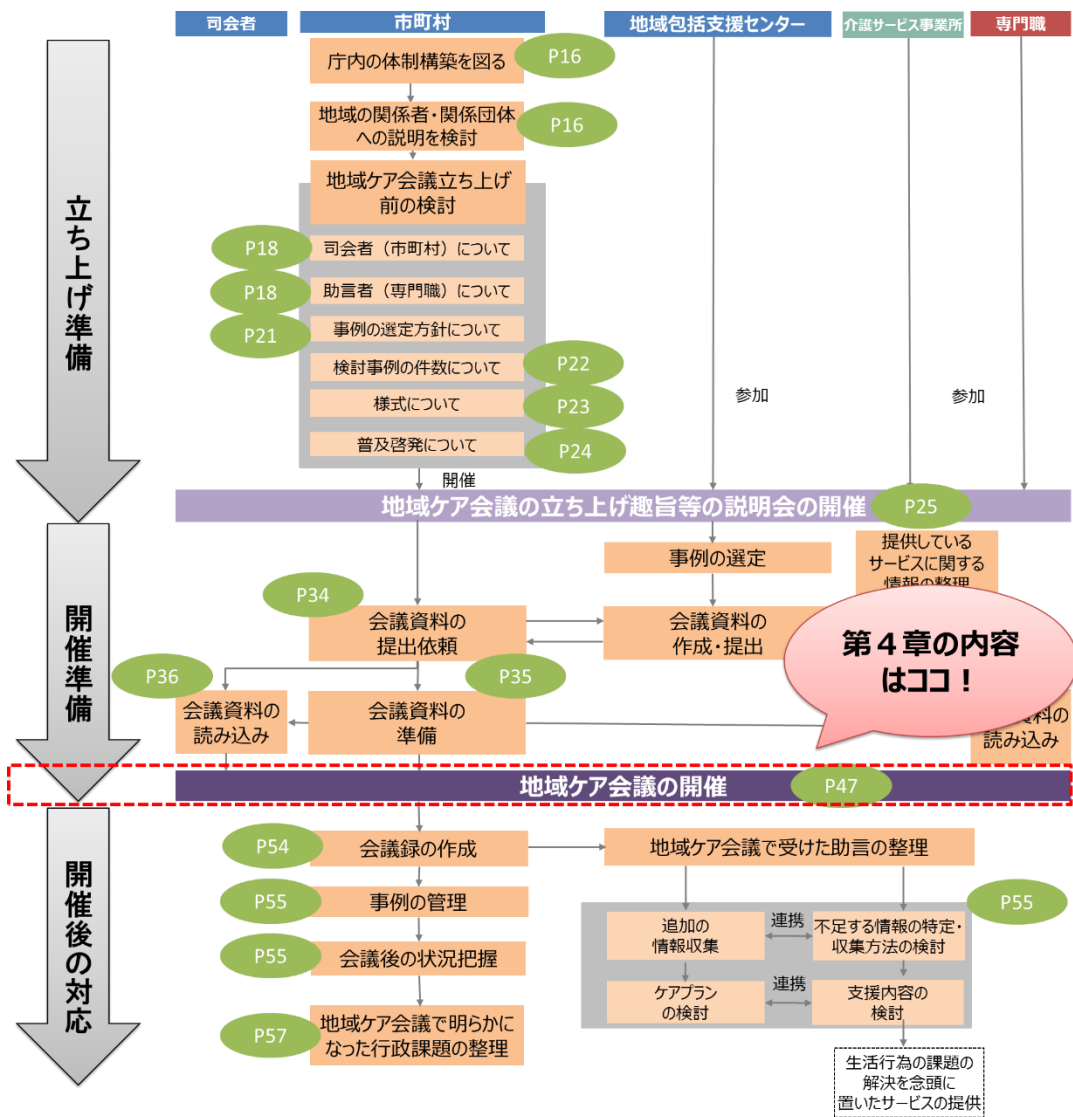 司会者
市町村
地域包括支援センター
介護サービス事業所
専門職
立ち上げ準備
庁内の体制構築を図る
P16
地域の関係者・関係団体
への説明を検討
P16
地域ケア会議立ち上げ
前の検討
P18
司会者（市町村）について
P18
助言者（専門職）について
P21
事例の選定方針について
検討事例の件数について
P22
様式について
P23
普及啓発について
P24
参加
参加
開催
地域ケア会議の立ち上げ趣旨等の説明会の開催
P25
開催準備
事例の選定
提供している
サービスに関する
情報の整理
P34
会議資料の
提出依頼
会議資料の
作成・提出
第４章の内容
はココ！
P36
P35
会議資料の
読み込み
会議資料の
準備
資料の
読み込み
地域ケア会議の開催
P47
開催後の対応
P54
会議録の作成
地域ケア会議で受けた助言の整理
P55
事例の管理
P55
追加の
情報収集
連携
不足する情報の特定・
収集方法の検討
P55
会議後の状況把握
ケアプラン
の検討
連携
支援内容の
検討
P57
地域ケア会議で明らかに
なった行政課題の整理
生活行為の課題の
解決を念頭に
置いたサービスの提供